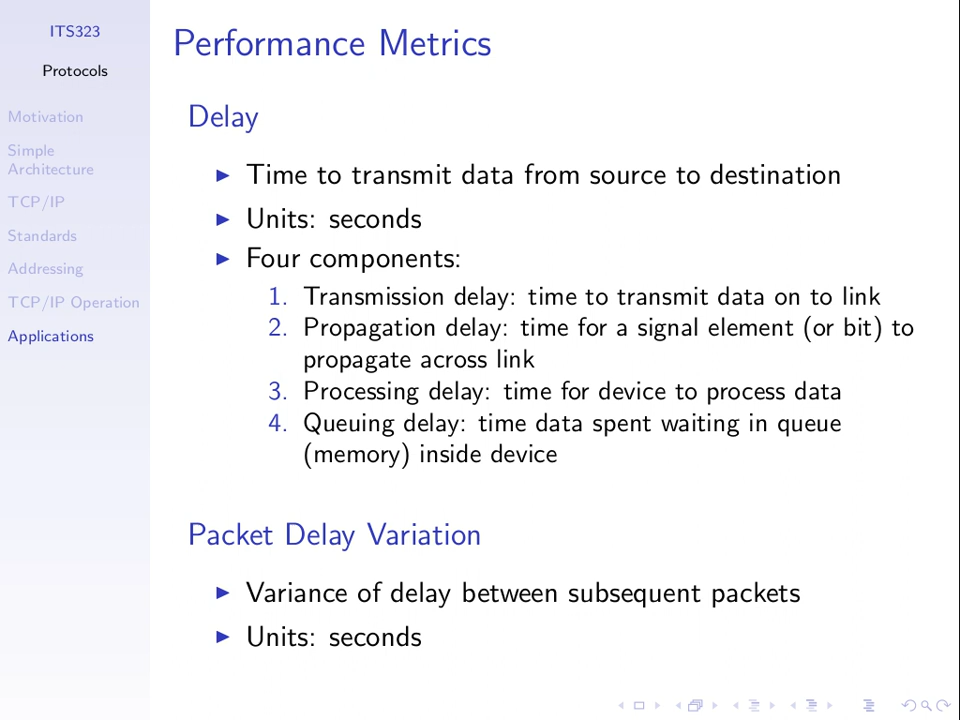 ITS323
Protocols
Motivation
Simple
Architecture
TCP/IP
Standards
Addressing
TCP/IP Operation
Applications
Performance Metrics
Delay
Time to transmit data from source to destination
Units: seconds
Four components:
1. Transmission delay: time to transmit data on to link
2. Propagation delay: time for a signal element (or bit) to
propagate across link
3. Processing delay: time for device to process data
4. Queuing delay: time data spent waiting in queue
(memory) inside device
Packet Delay Variation
Variance of delay between subsequent packets
Units: seconds